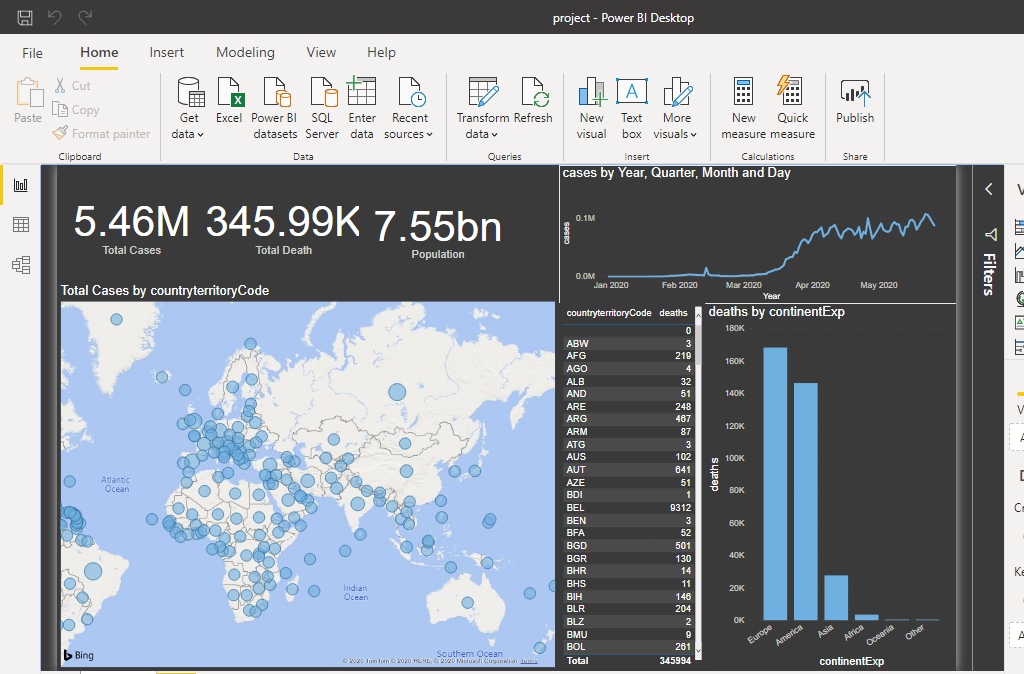 project - Power BI Desktop
File Home Insert Modeling View Help
Paste
Cut
Copy
Format painter
Clipboard
Get data
Excel
Power BI datasets
SQL Server
Enter data
Recent sources
Data
Transform data
Refresh
Queries
New visual
Text box
More visuals
Insert
New measure
Quick measure
Calculations
Publish
Share
5.46M
Total Cases
345.99K
Total Death
7.55bn
Population
cases by Year, Quarter, Month and Day
cases
0.1M
0.0M
Jan 2020 Feb 2020 Mar 2020 Apr 2020 May 2020
Year
Filters
Total Cases by countryterritoryCode
Atlantic
Ocean
Indian
Ocean
Southern Ocean
Bing
© 2020 TomTom © 2020 HERE, © 2020 Microsoft Corporation Terms
countryterritoryCode deaths
0
ABW 3
AFG 219
AGO 4
ALB 32
AND 51
ARE 248
ARG 467
ARM 87
ATG 3
AUS 102
AUT 641
AZE 51
BDI 1
BEL 9312
BEN 3
BFA 52
BGD 501
BGR 130
BHR 14
BHS 11
BIH 146
BLR 204
BLZ 2
BMU 9
BOL 261
Total 345994
deaths by continentExp
deaths
180K
160K
140K
120K
100K
80K
60K
40K
20K
0K
Europe America Asia Africa Oceania Other
continentExp